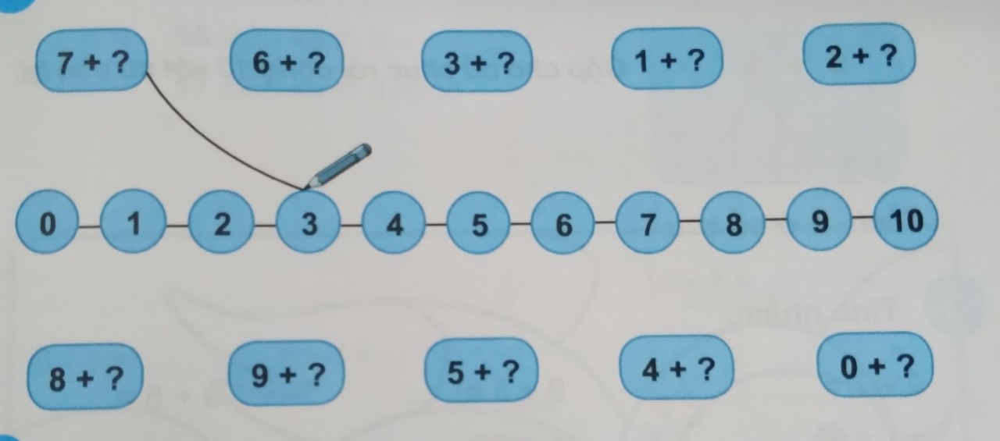 7 + ? 6 + ? 3 + ? 1 + ? 2 + ?
0 1 2 3 4 5 6 7 8 9 10
8 + ? 9 + ? 5 + ? 4 + ? 0 + ?